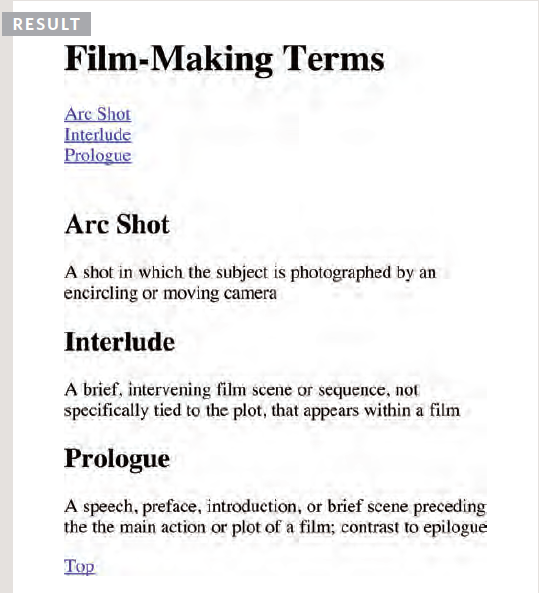 RESULT
Film-Making Terms
Arc Shot
Interlude
Prologue
Arc Shot
A shot in which the subject is photographed by an
encircling or moving camera
Interlude
A brief, intervening film scene or sequence, not
specifically tied to the plot, that appears within a film
Prologue
A speech, preface, introduction, or brief scene preceding
the the main action or plot of a film; contrast to epilogue
Top